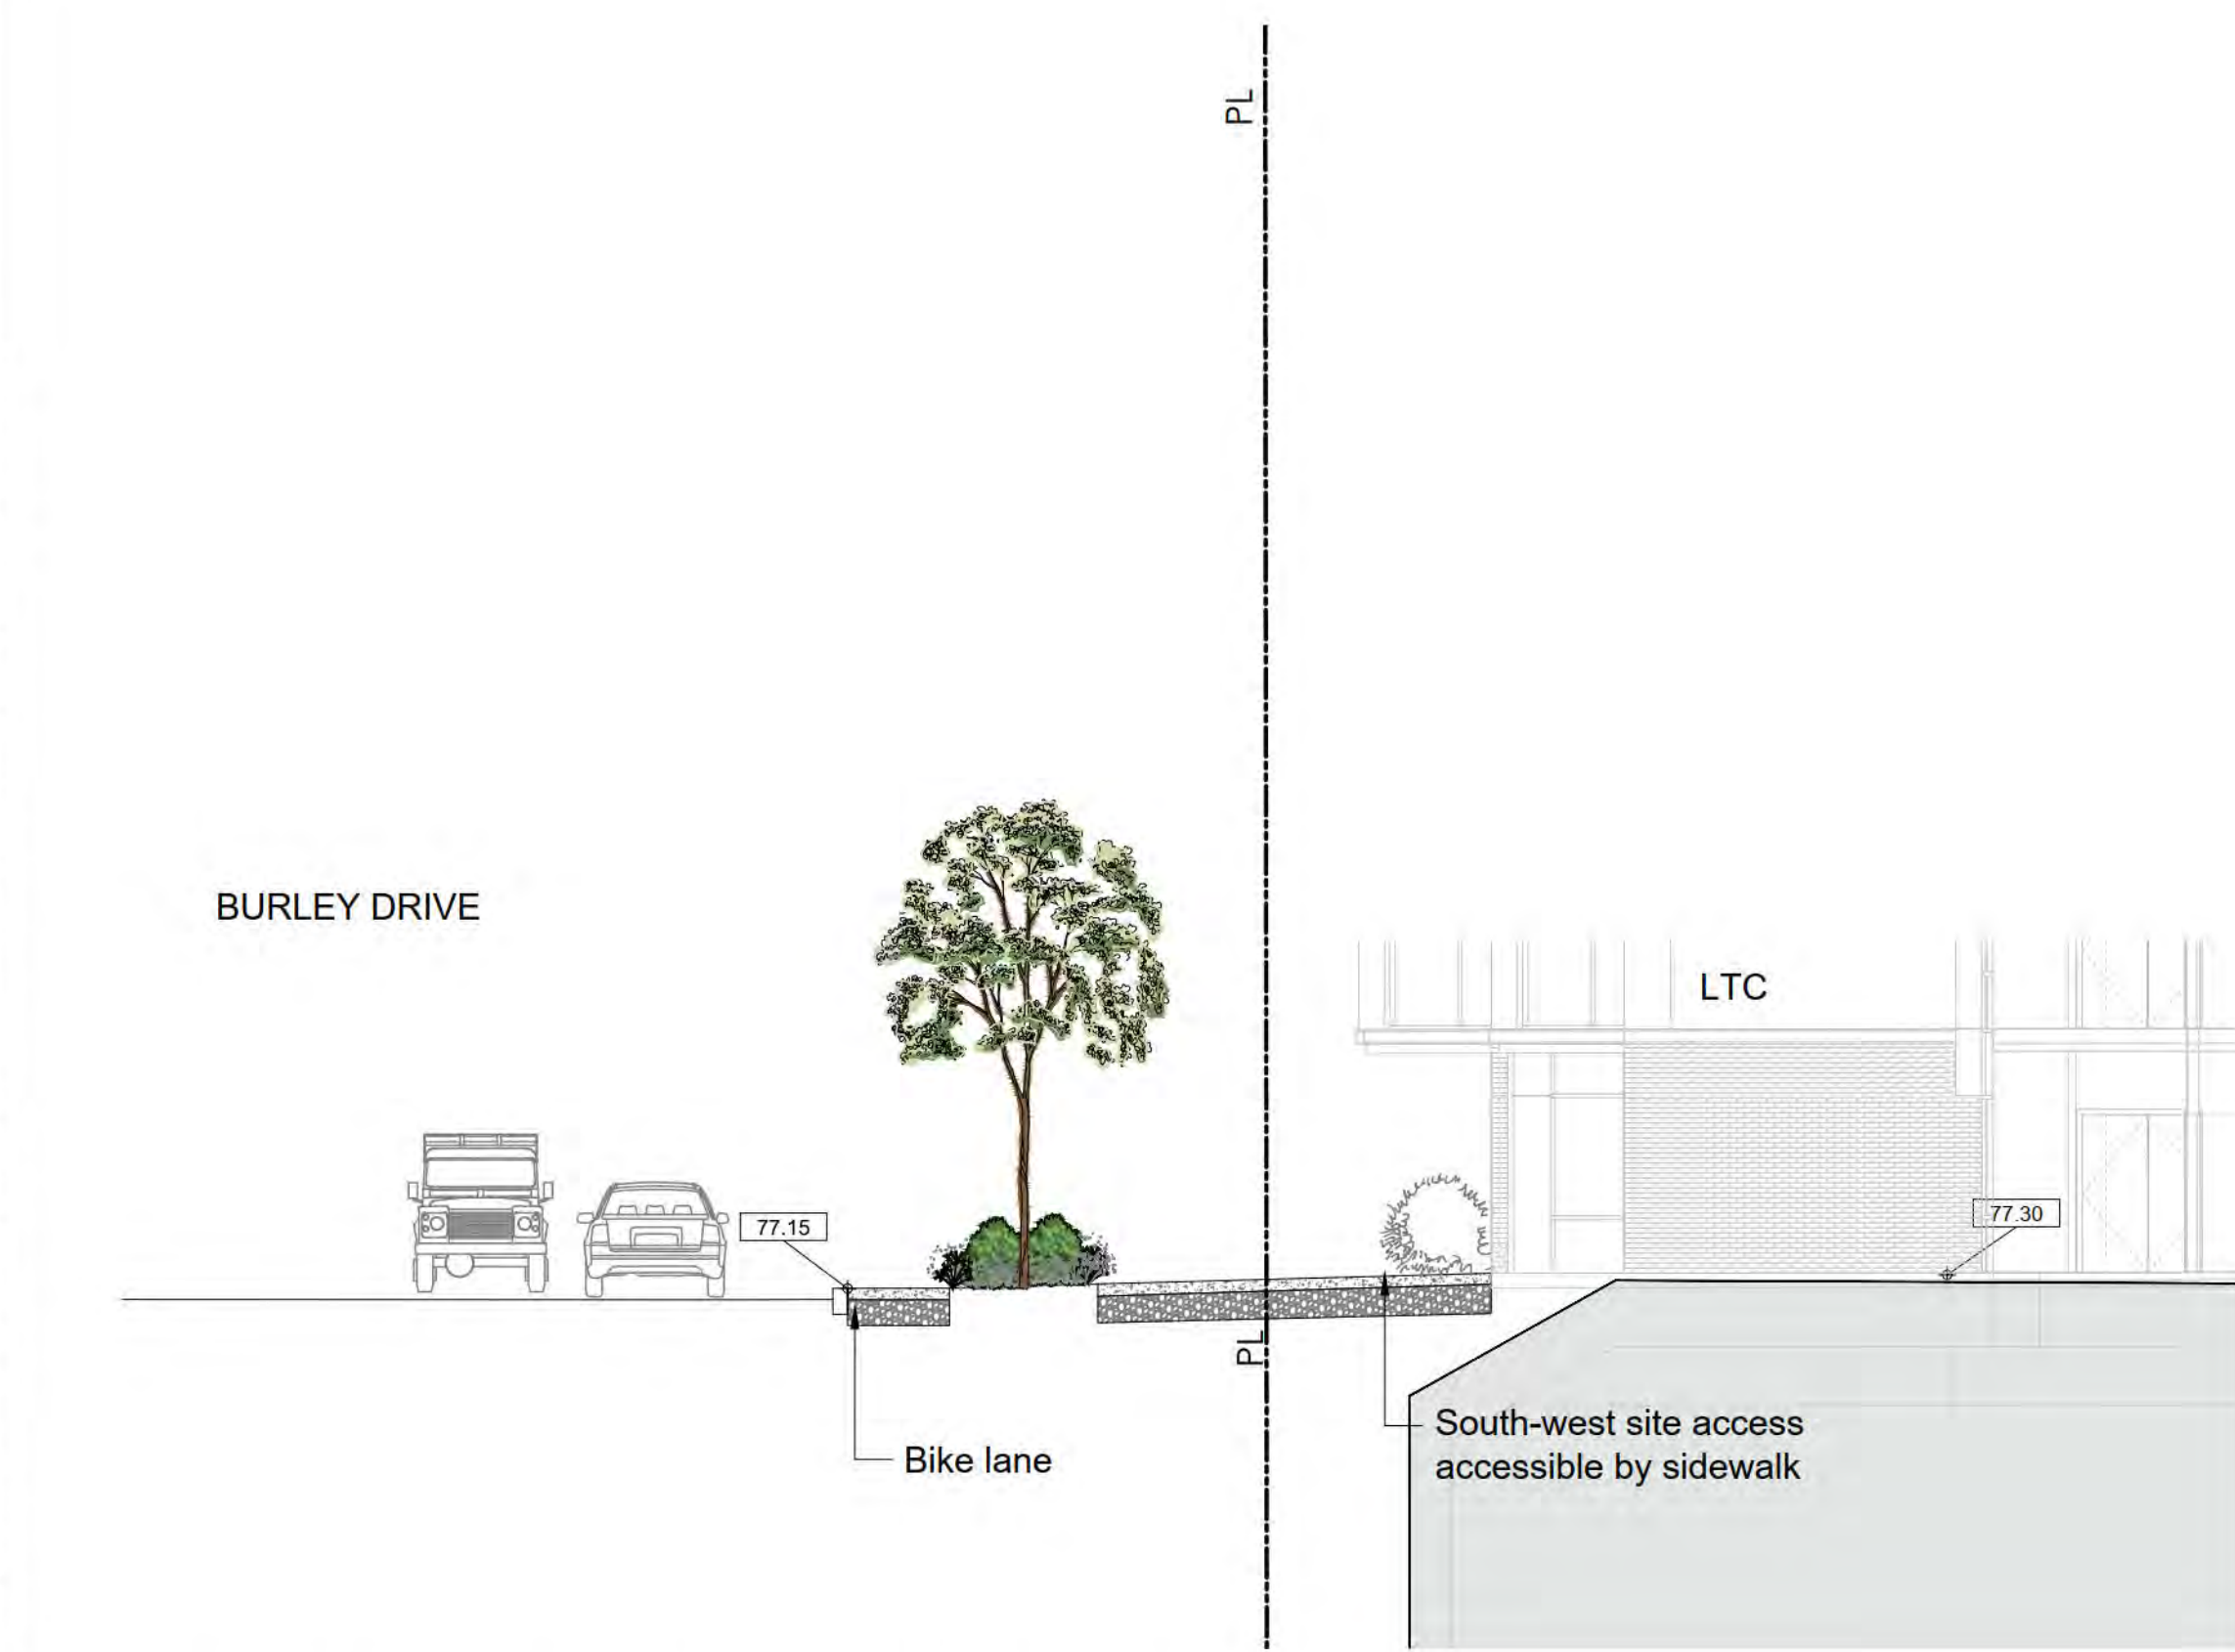 PL
BURLEY DRIVE
LTC
77.15
77.30
PL
Bike lane
South-west site access
accessible by sidewalk